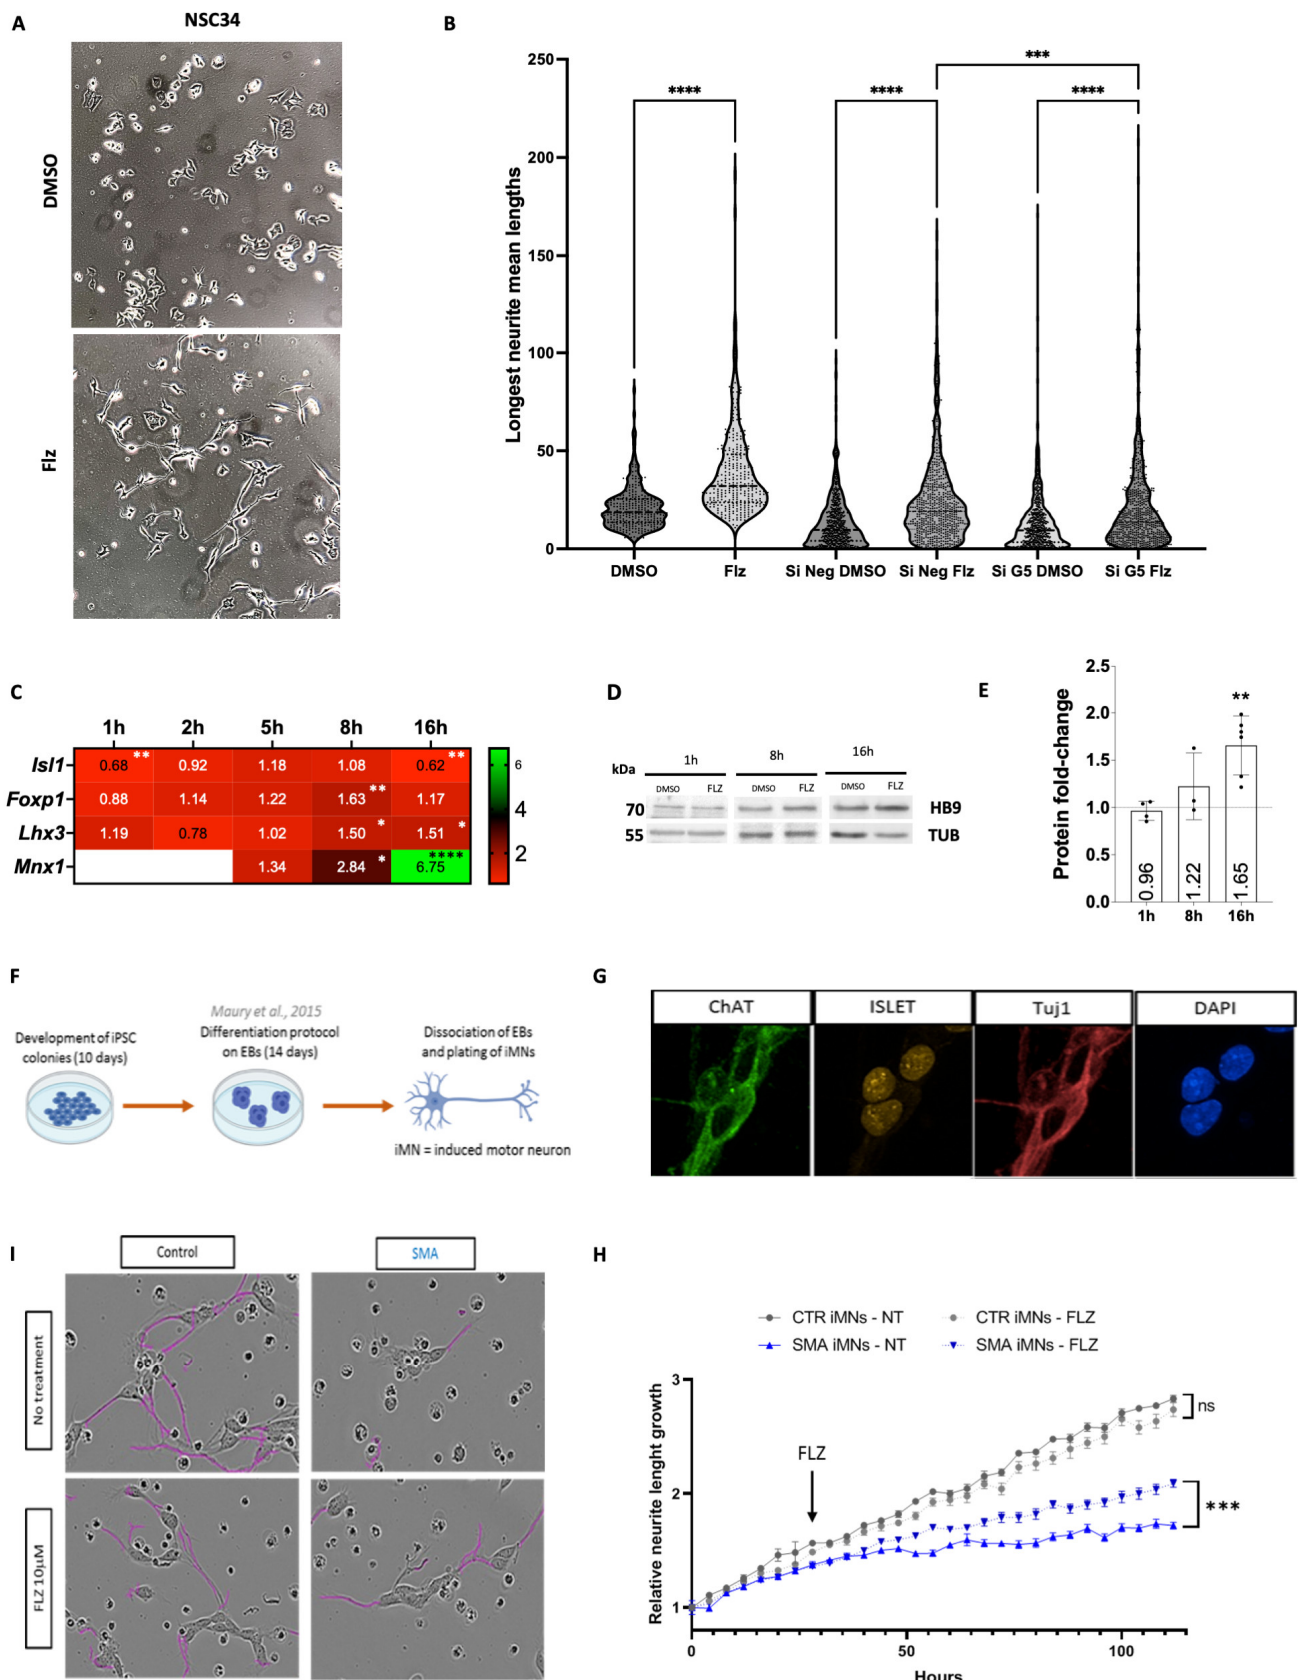 A
NSC34
DMSO
Flz
B
Longest neurite mean lengths
250
200
150
100
50
0
****
****
***
****
DMSO
Flz
Si Neg DMSO
Si Neg Flz
Si G5 DMSO
Si G5 Flz
C
1h 2h 5h 8h 16h
Isl1 0.68 ** 0.92 1.18 1.08 0.62 **
Foxp1 0.88 1.14 1.22 1.63 ** 1.17
Lhx3 1.19 0.78 1.02 1.50 * 1.51 *
Mnx1 1.34 2.84 * 6.75 ****
6
4
2
D
kDa
1h 8h 16h
DMSO FLZ DMSO FLZ DMSO FLZ
70 HB9
55 TUB
E
Protein fold-change
2.5
2.0
1.5
1.0
0.5
0.0
**
0.96
1.22
1.65
1h 8h 16h
F
Development of iPSC
colonies (10 days)
Maury et al., 2015
Differentiation protocol
on EBs (14 days)
Dissociation of EBs
and plating of iMNs
iMN = induced motor neuron
G
ChAT
ISLET
Tuj1
DAPI
I
Control
SMA
No treatment
FLZ 10µM
H
CTR iMNs - NT
CTR iMNs - FLZ
SMA iMNs - NT
SMA iMNs - FLZ
Relative neurite lenght growth
3
2
1
FLZ
ns
***
0 50 100
Hours